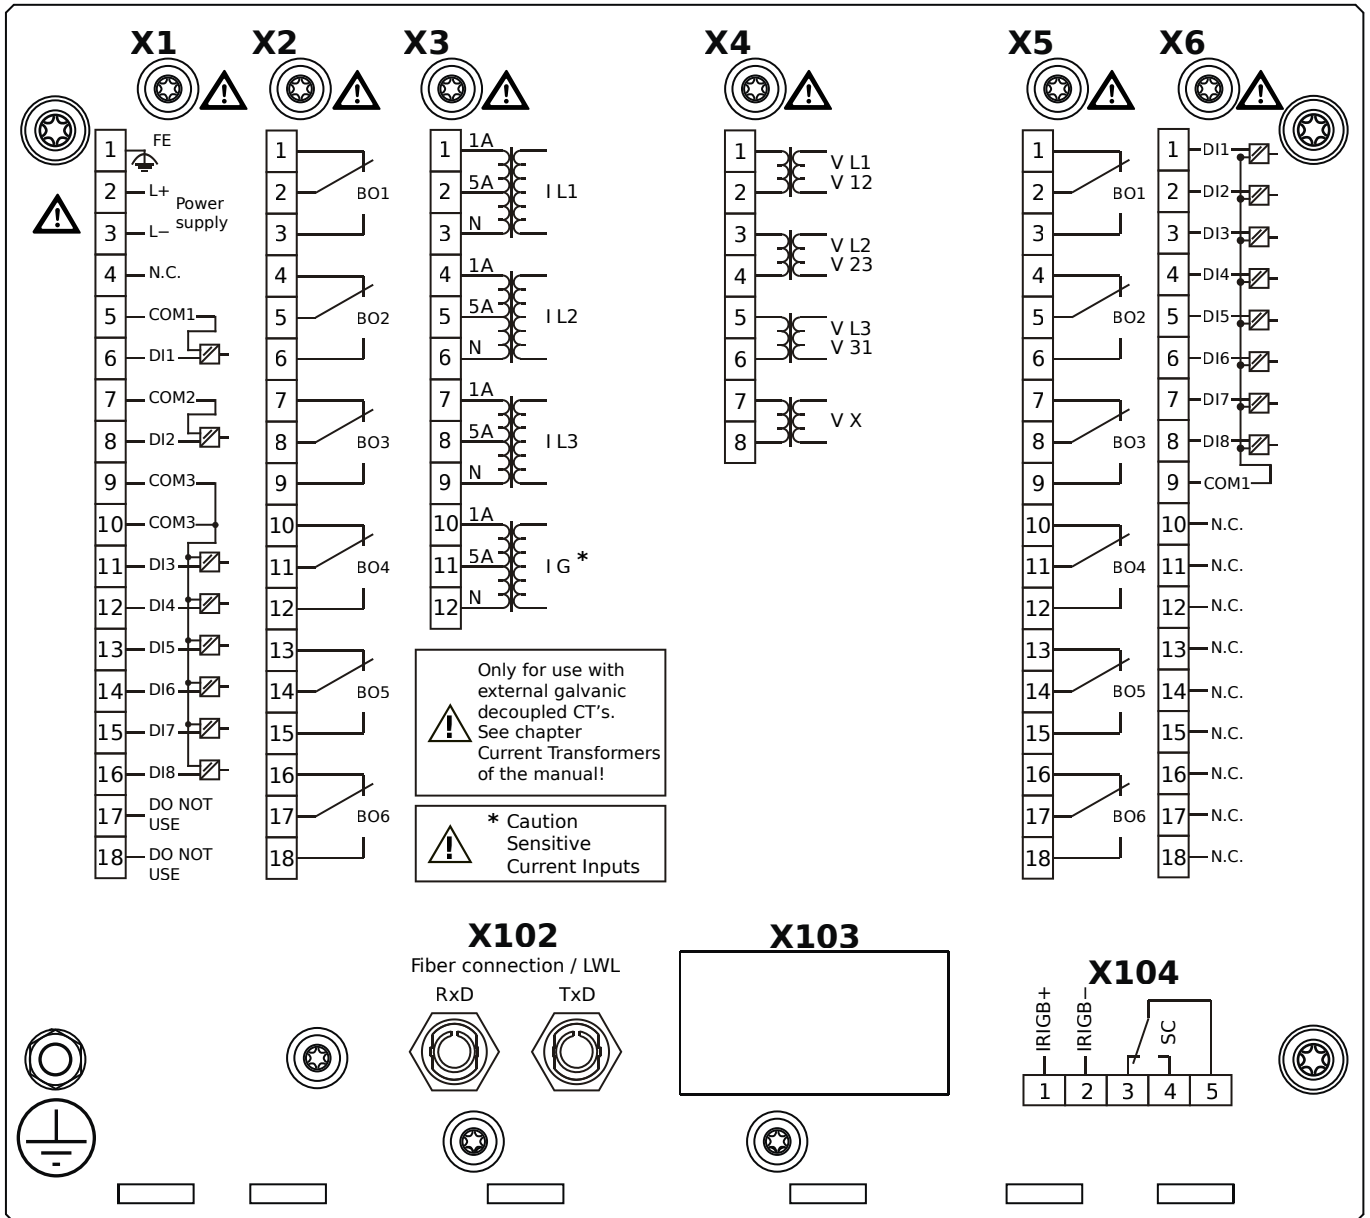 X1 X2 X3 X4 X5 X6
1 FE
2 L+
Power
supply
3 L−
4 N.C.
5 COM1
6 DI1
7 COM2
8 DI2
9 COM3
10 COM3
11 DI3
12 DI4
13 DI5
14 DI6
15 DI7
16 DI8
17 DO NOT
USE
18 DO NOT
USE
1
2 BO1
3
4
5 BO2
6
7
8 BO3
9
10
11 BO4
12
13
14 BO5
15
16
17 BO6
18
1 1A
2 5A I L1
3 N
4 1A
5 5A I L2
6 N
7 1A
8 5A I L3
9 N
10 1A
11 5A I G *
12 N
Only for use with
external galvanic
decoupled CT's.
See chapter
Current Transformers
of the manual!
* Caution
Sensitive
Current Inputs
1 V L1
2 V 12
3 V L2
4 V 23
5 V L3
6 V 31
7 V X
8
1
2 BO1
3
4
5 BO2
6
7
8 BO3
9
10
11 BO4
12
13
14 BO5
15
16
17 BO6
18
1 DI1
2 DI2
3 DI3
4 DI4
5 DI5
6 DI6
7 DI7
8 DI8
9 COM1
10 N.C.
11 N.C.
12 N.C.
13 N.C.
14 N.C.
15 N.C.
16 N.C.
17 N.C.
18 N.C.
X102
Fiber connection / LWL
RxD TxD
X103
X104
IRIGB+
IRIGB−
SC
1 2 3 4 5